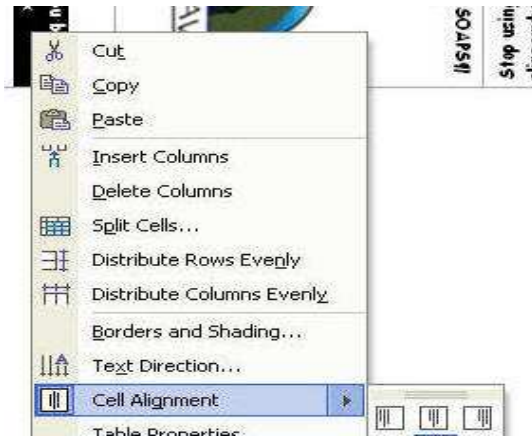 SOAPS!!
Stop using
Cut
Copy
Paste
Insert Columns
Delete Columns
Split Cells...
Distribute Rows Evenly
Distribute Columns Evenly
Borders and Shading...
Text Direction...
Cell Alignment
Table Properties